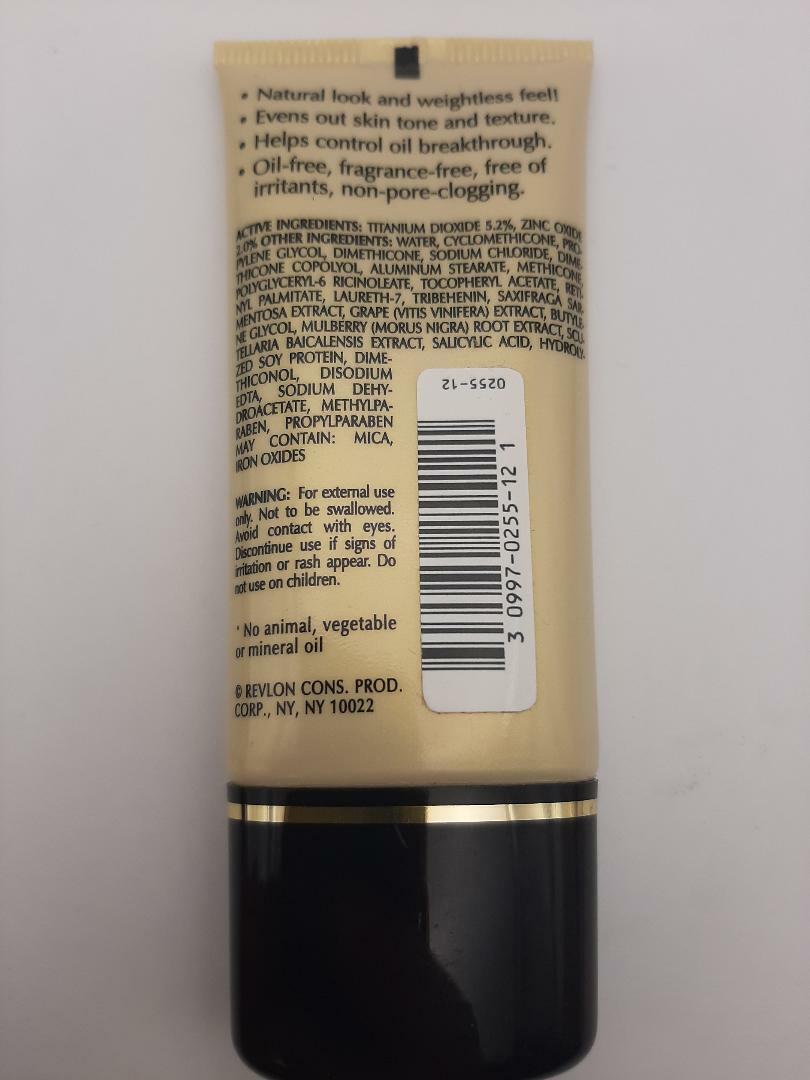 • Natural look and weightless feel!
• Evens out skin tone and texture.
• Helps control oil breakthrough.
• Oil-free, fragrance-free, free of
irritants, non-pore-clogging.
ACTIVE INGREDIENTS: TITANIUM DIOXIDE 5.2%, ZINC OXIDE
2.0% OTHER INGREDIENTS: WATER, CYCLOMETHICONE, PRO-
PYLENE GLYCOL, DIMETHICONE, SODIUM CHLORIDE, DIME-
THICONE COPOLYOL, ALUMINUM STEARATE, METHICONE,
POLYGLYCERYL-6 RICINOLEATE, TOCOPHERYL ACETATE, RETI-
NYL PALMITATE, LAURETH-7, TRIBEHENIN, SAXIFRAGA SAR-
MENTOSA EXTRACT, GRAPE (VITIS VINIFERA) EXTRACT, BUTYLE-
NE GLYCOL, MULBERRY (MORUS NIGRA) ROOT EXTRACT, SCU-
TELLARIA BAICALENSIS EXTRACT, SALICYLIC ACID, HYDROLY-
ZED SOY PROTEIN, DIME-
THICONOL, DISODIUM
EDTA, SODIUM DEHY-
DROACETATE, METHYLPA-
RABEN, PROPYLPARABEN
MAY CONTAIN: MICA,
IRON OXIDES
0255-12
3 0997-0255-12 1
WARNING: For external use
only. Not to be swallowed.
Avoid contact with eyes.
Discontinue use if signs of
irritation or rash appear. Do
not use on children.
* No animal, vegetable
or mineral oil
© REVLON CONS. PROD.
CORP., NY, NY 10022